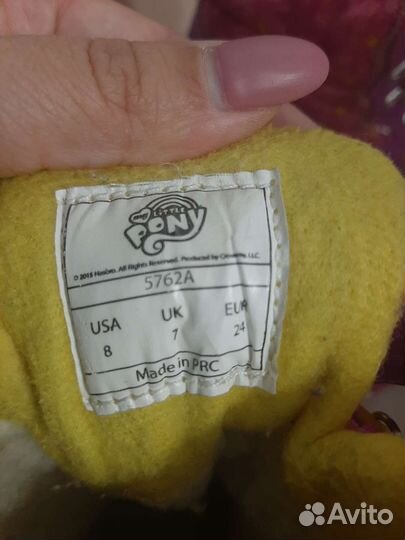 my
LITTLE
PONY
© 2015 Hasbro. All Rights Reserved. Produced by LLC.
5762A
USA UK EUR
8 7 24
Made in PRC
Avito